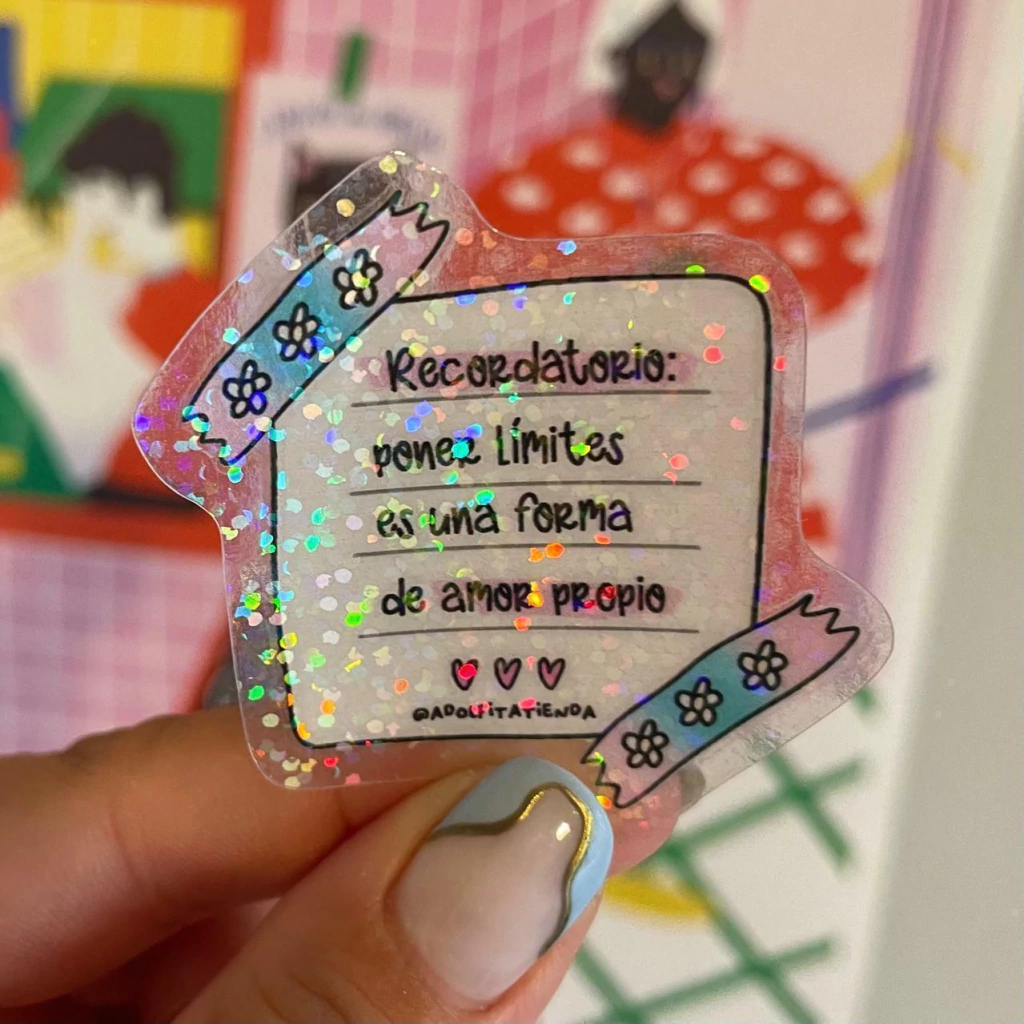 Recordatorio:
poner límites
es una forma
de amor propio
@ADOLFITATIENDA